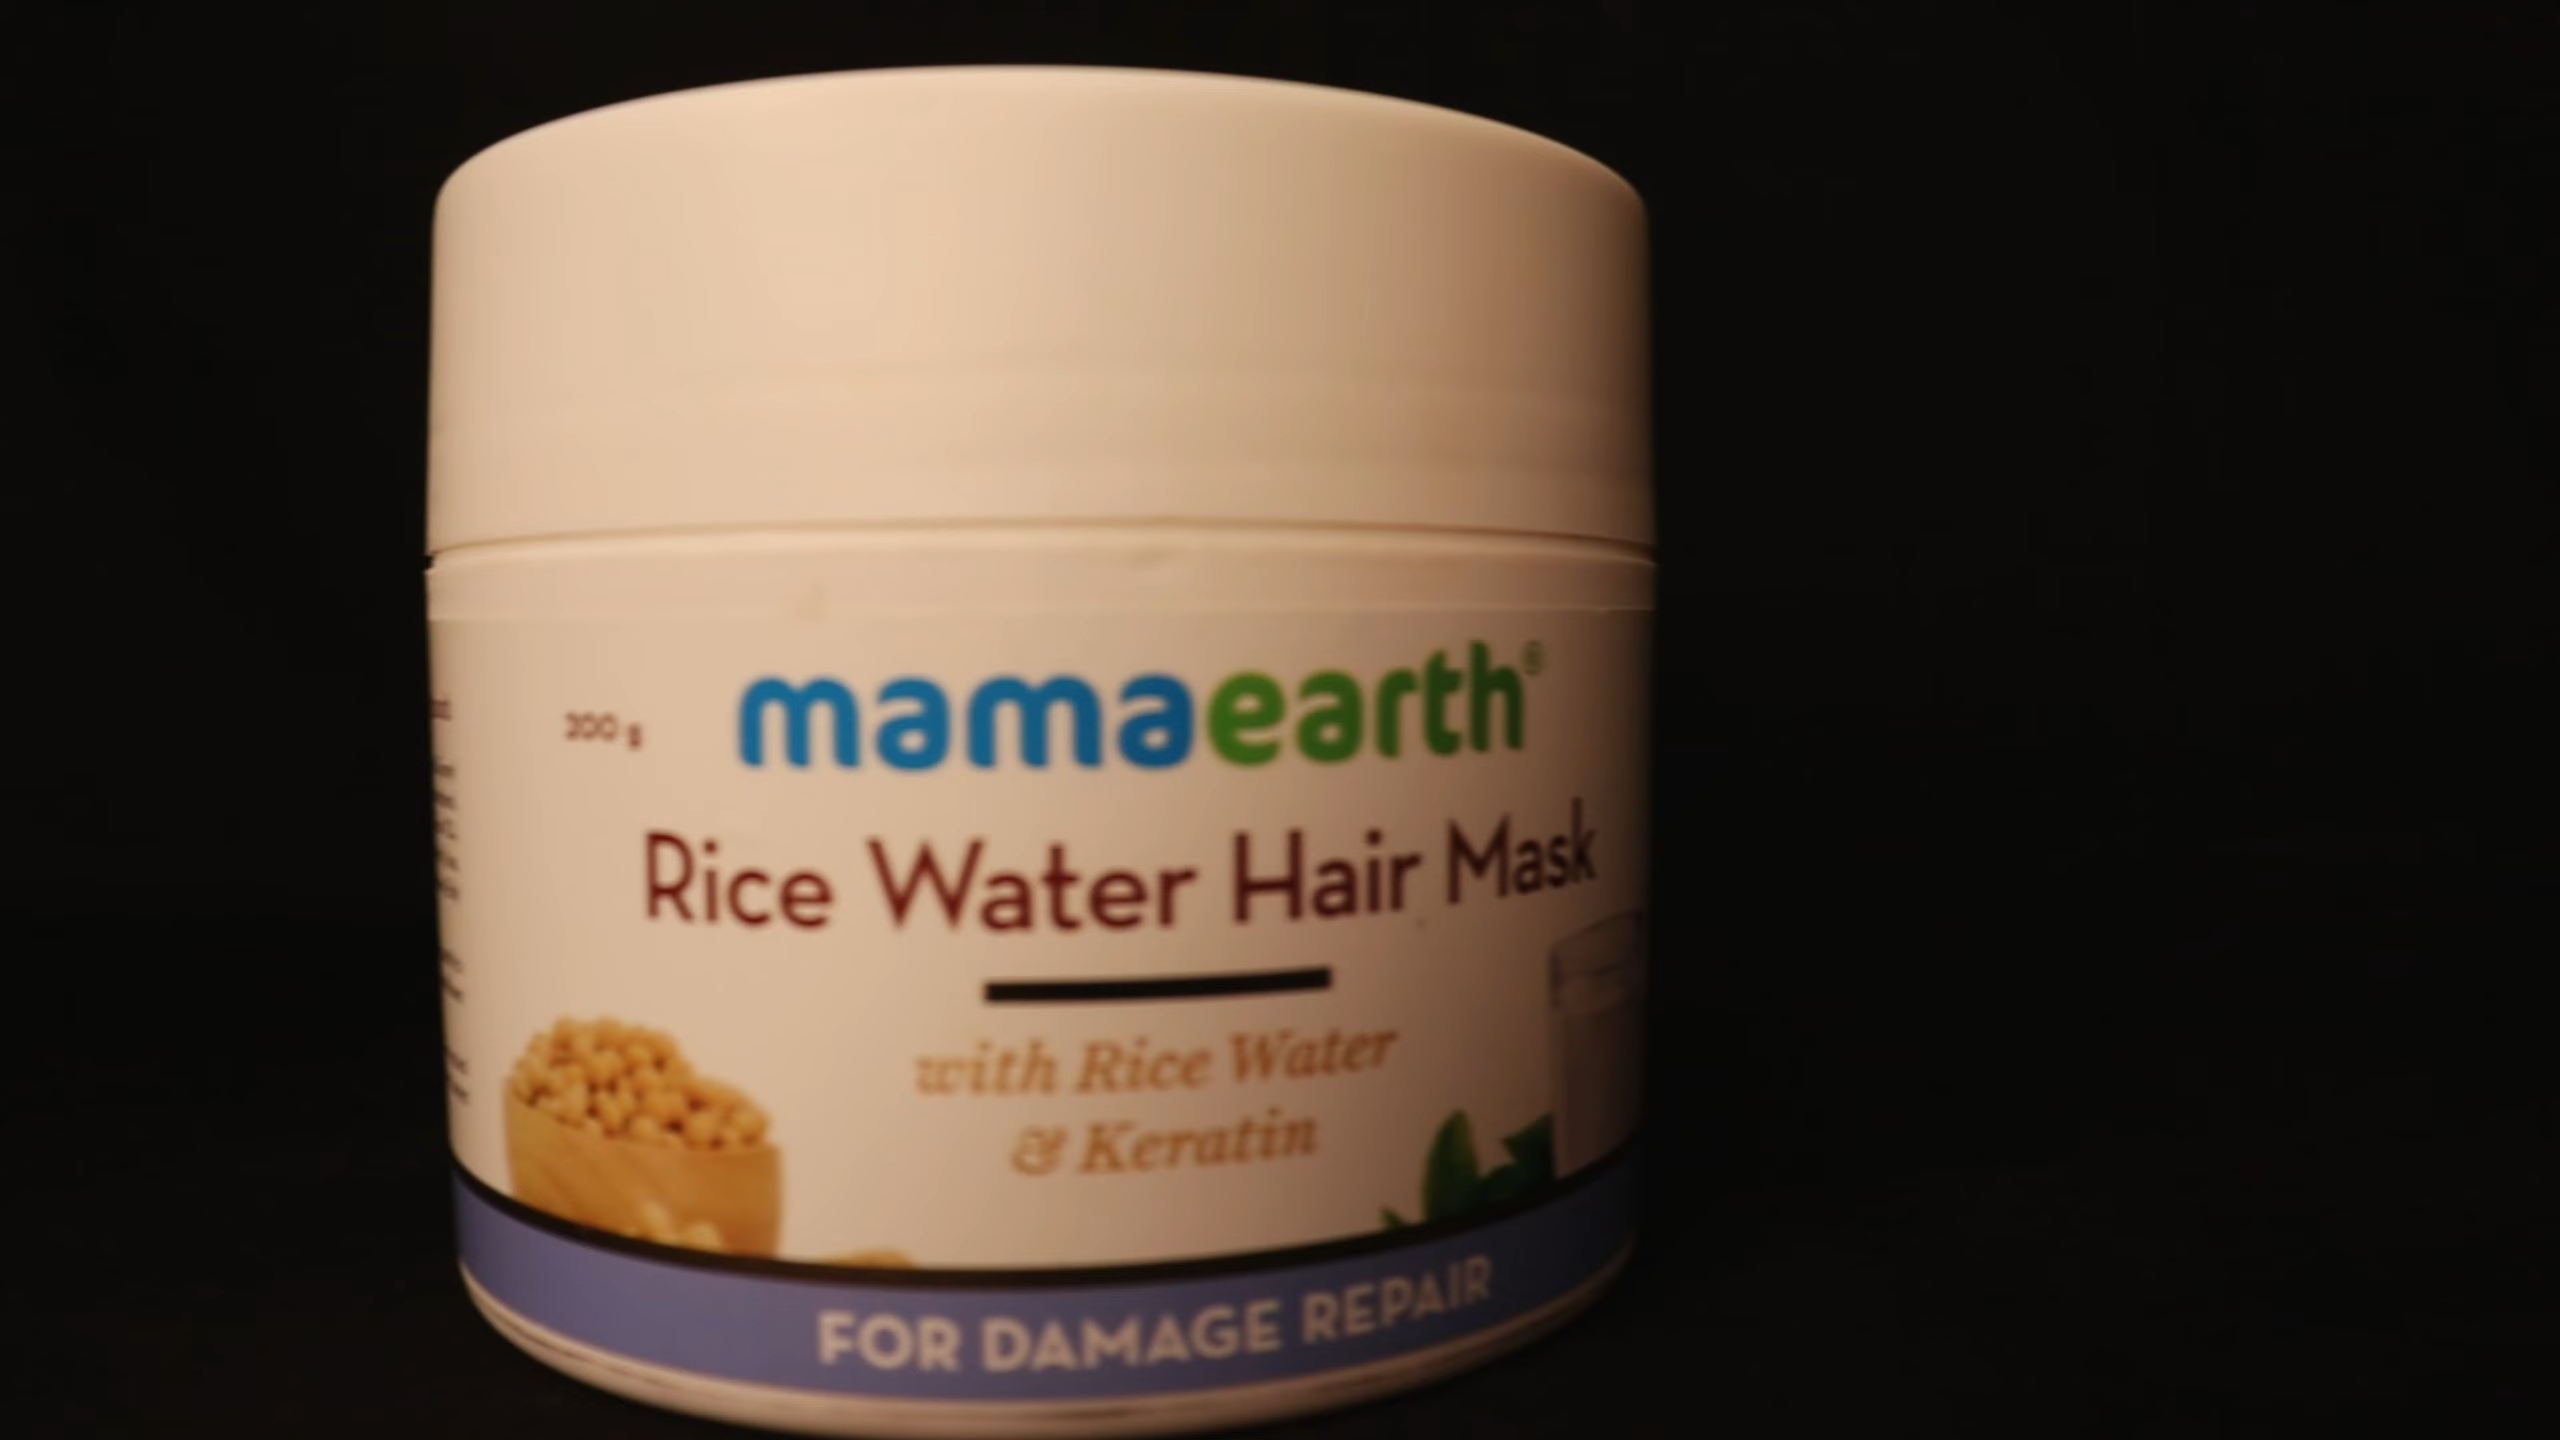 mamaearth®
200 g
Rice Water Hair Mask
with Rice Water
& Keratin
FOR DAMAGE REPAIR